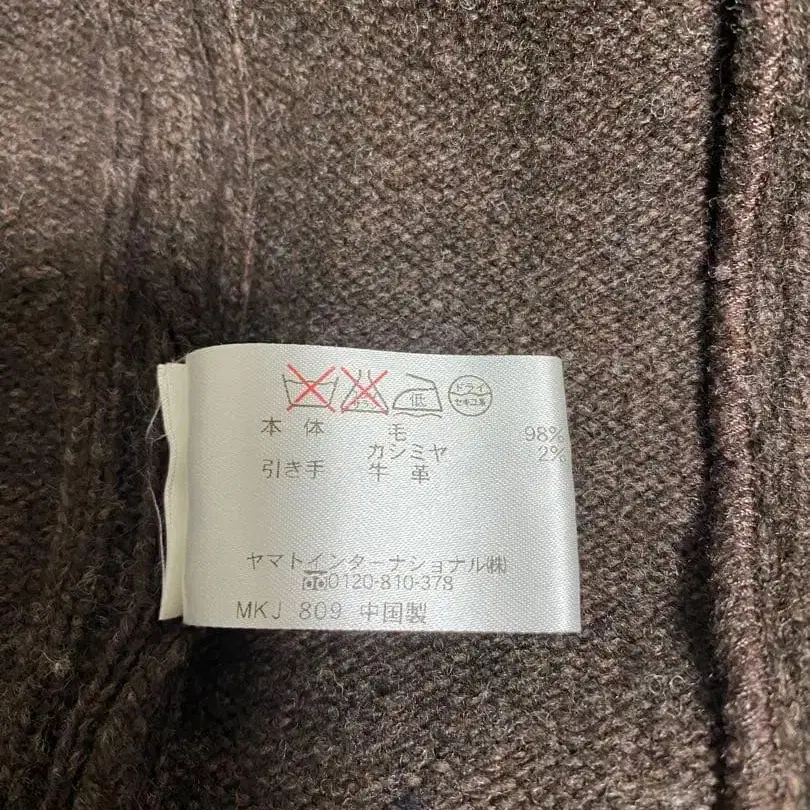 低 ドライ
セキユ系
本体 毛 98%
カシミヤ 2%
引き手 牛革
ヤマトインターナショナル㈱
0120-810-378
MKJ 809 中国製